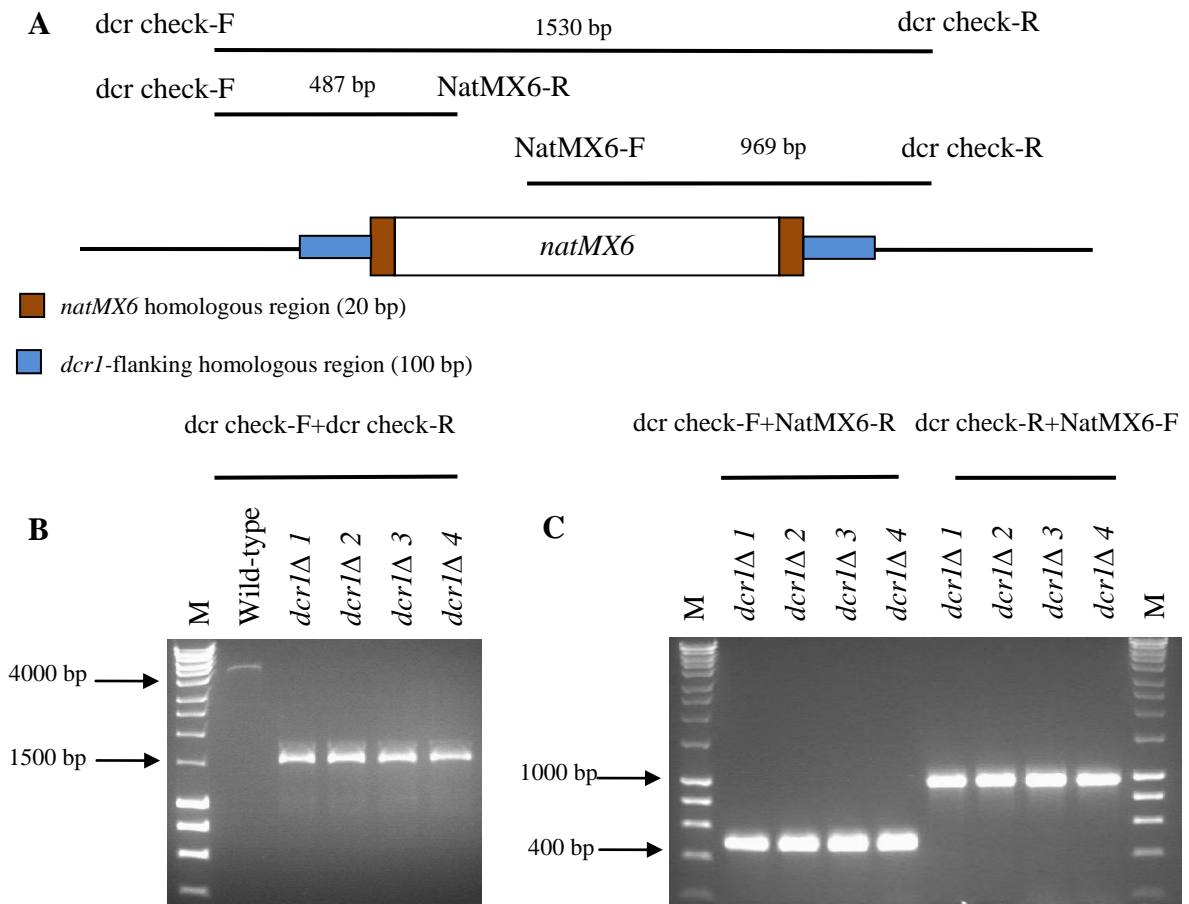 A
dcr check-F 1530 bp dcr check-R
dcr check-F 487 bp NatMX6-R
NatMX6-F 969 bp dcr check-R
natMX6
natMX6 homologous region (20 bp)
dcr1-flanking homologous region (100 bp)
dcr check-F+dcr check-R
B
M
Wild-type
dcr1Δ 1
dcr1Δ 2
dcr1Δ 3
dcr1Δ 4
4000 bp
1500 bp
dcr check-F+NatMX6-R dcr check-R+NatMX6-F
C
M
dcr1Δ 1
dcr1Δ 2
dcr1Δ 3
dcr1Δ 4
dcr1Δ 1
dcr1Δ 2
dcr1Δ 3
dcr1Δ 4
M
1000 bp
400 bp